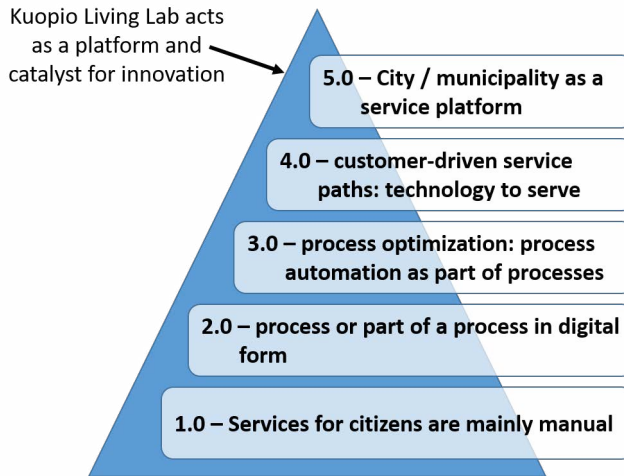 Kuopio Living Lab acts
as a platform and
catalyst for innovation
5.0 – City / municipality as a
service platform
4.0 – customer-driven service
paths: technology to serve
3.0 – process optimization: process
automation as part of processes
2.0 – process or part of a process in digital
form
1.0 – Services for citizens are mainly manual